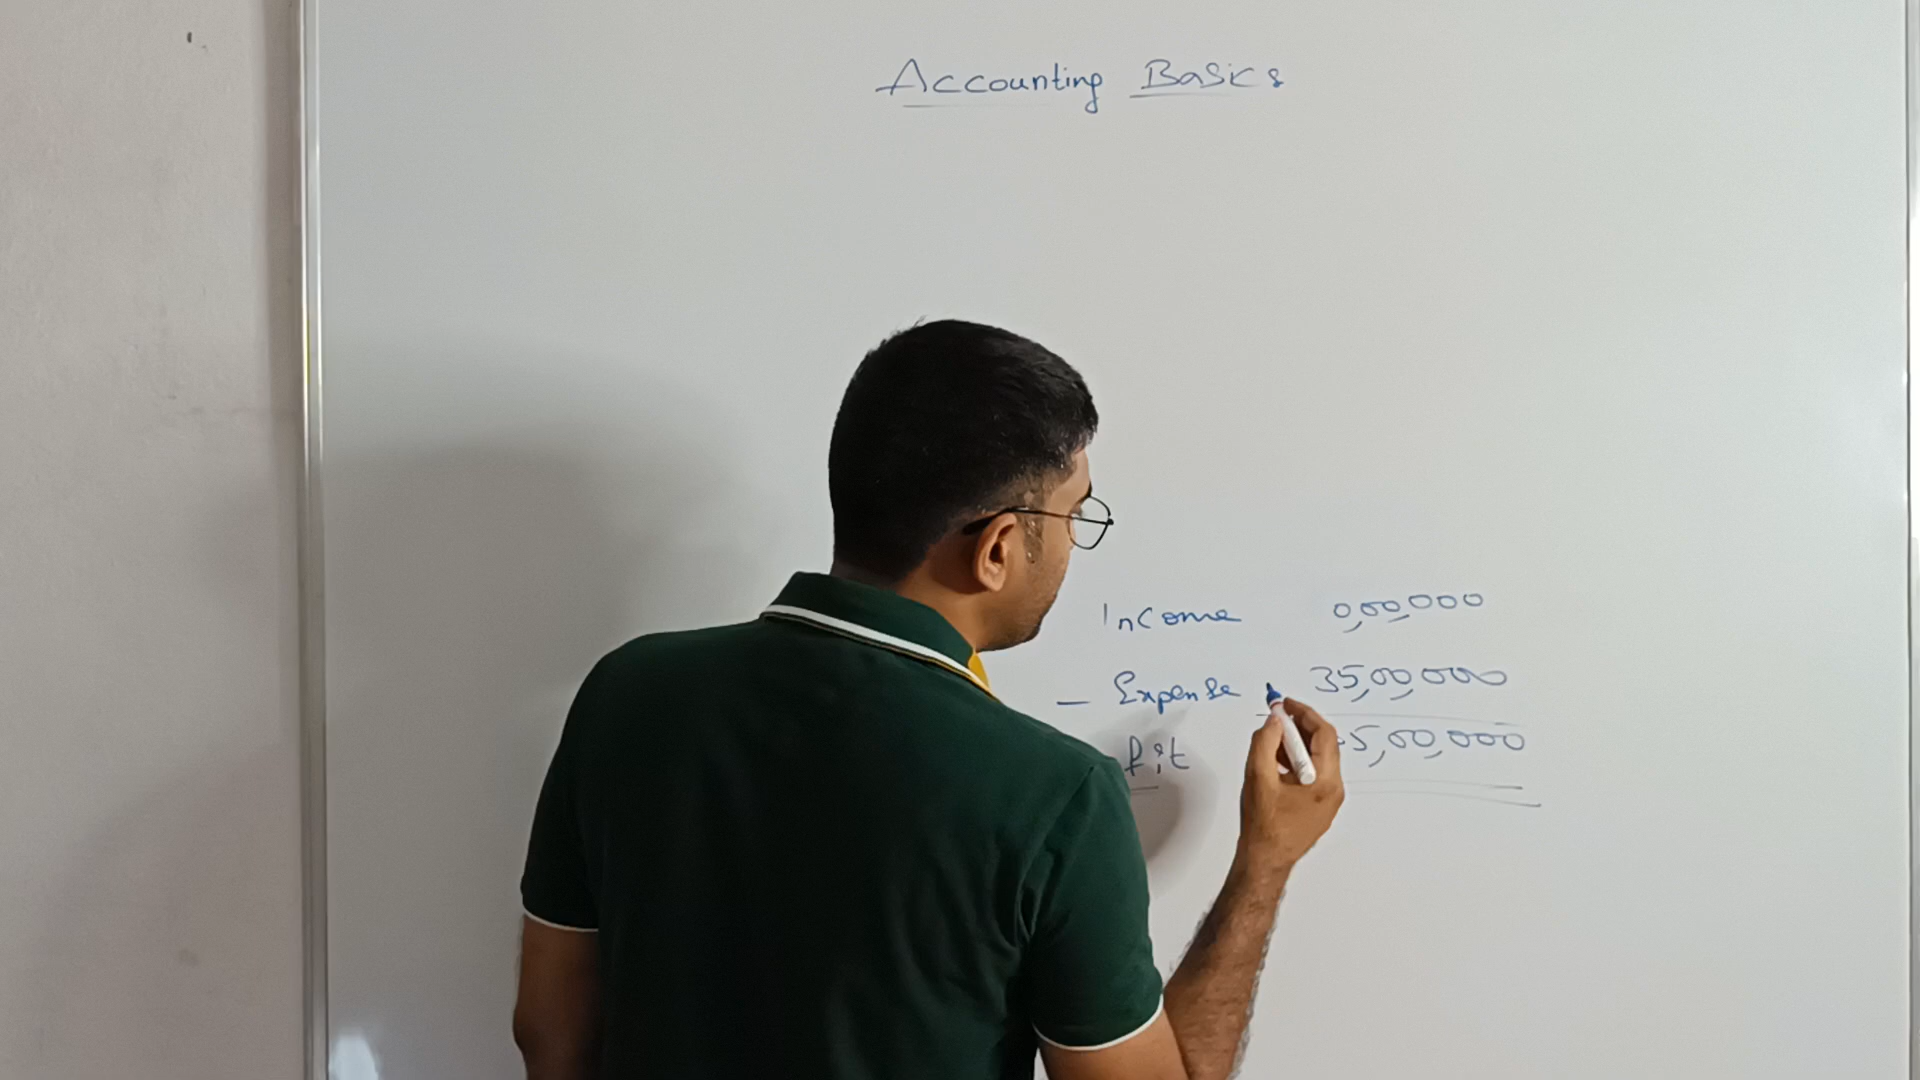 Accounting Basics
Income 0,00,000
- Expense 35,00,000
fit 5,00,000